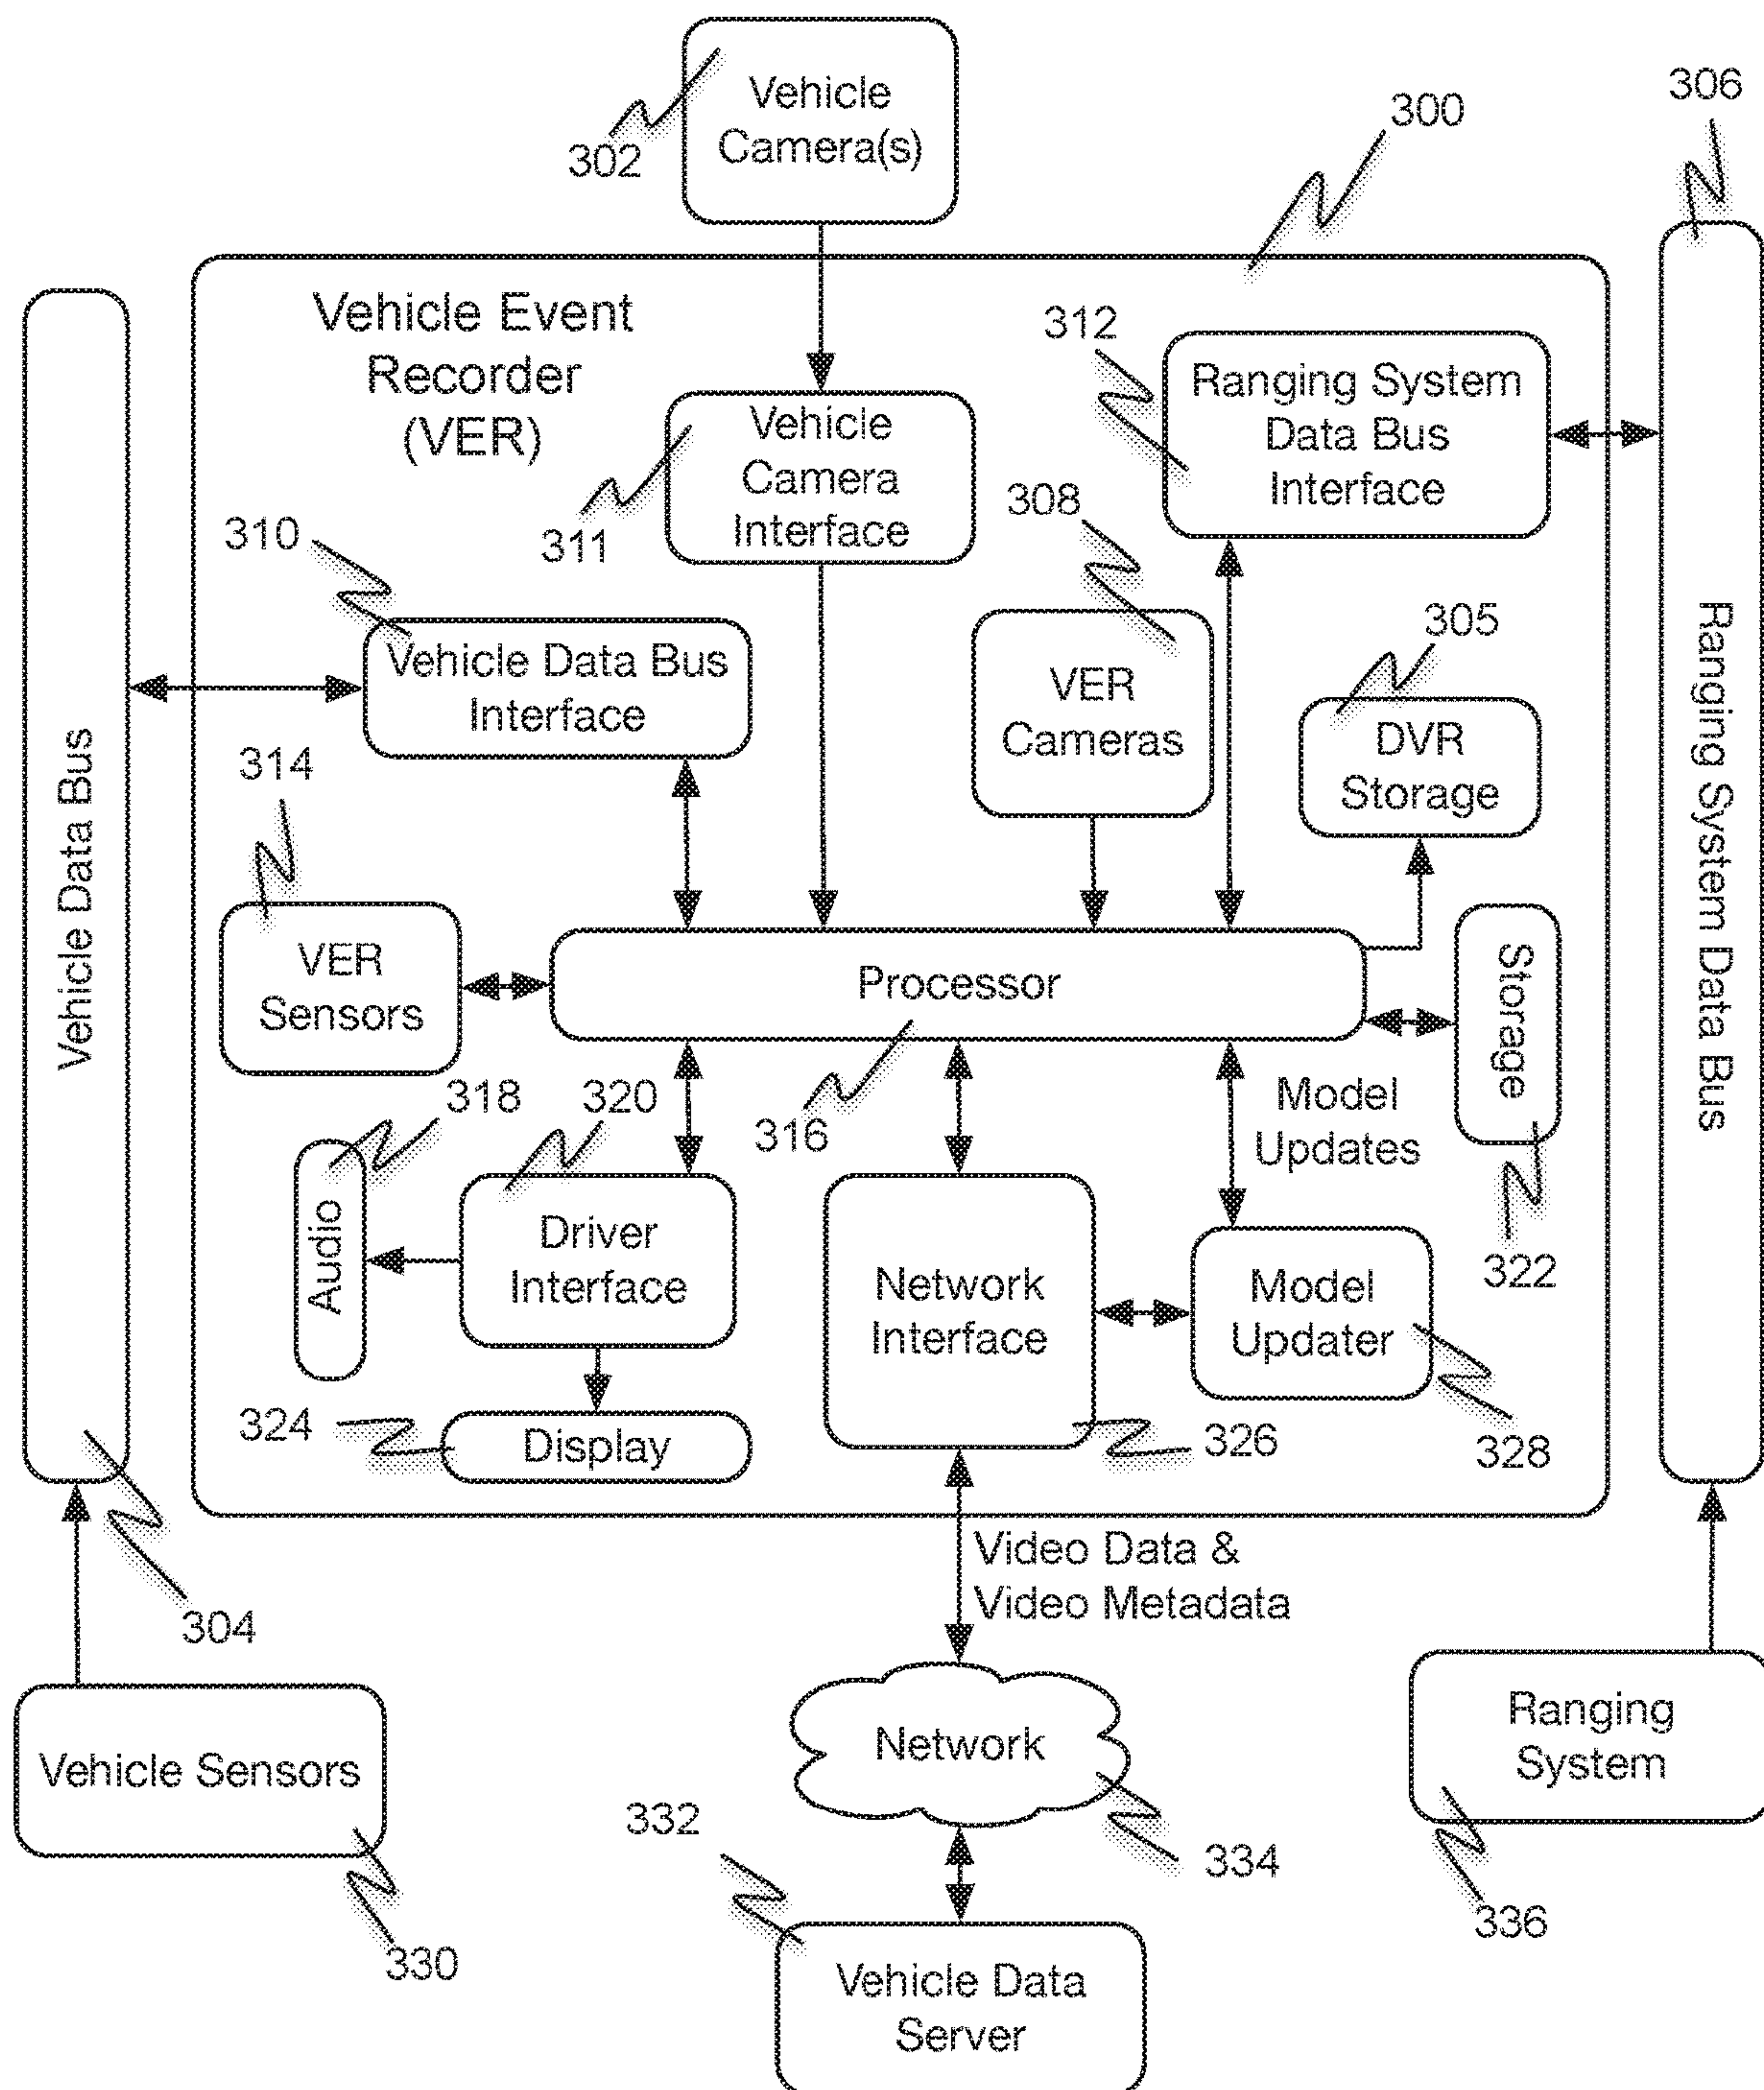 Vehicle
Camera(s)
302
306
300
Vehicle Event
Recorder
(VER)
312
Ranging System
Data Bus
Interface
Vehicle
Camera
Interface
311
308
310
Vehicle Data Bus
Interface
305
VER
Cameras
DVR
Storage
314
Vehicle Data Bus
Ranging System Data Bus
VER
Sensors
Processor
Storage
318
320
316
Model
Updates
Audio
Driver
Interface
Network
Interface
Model
Updater
322
324
Display
326
328
Video Data &
Video Metadata
304
Vehicle Sensors
Network
Ranging
System
332
334
336
330
Vehicle Data
Server